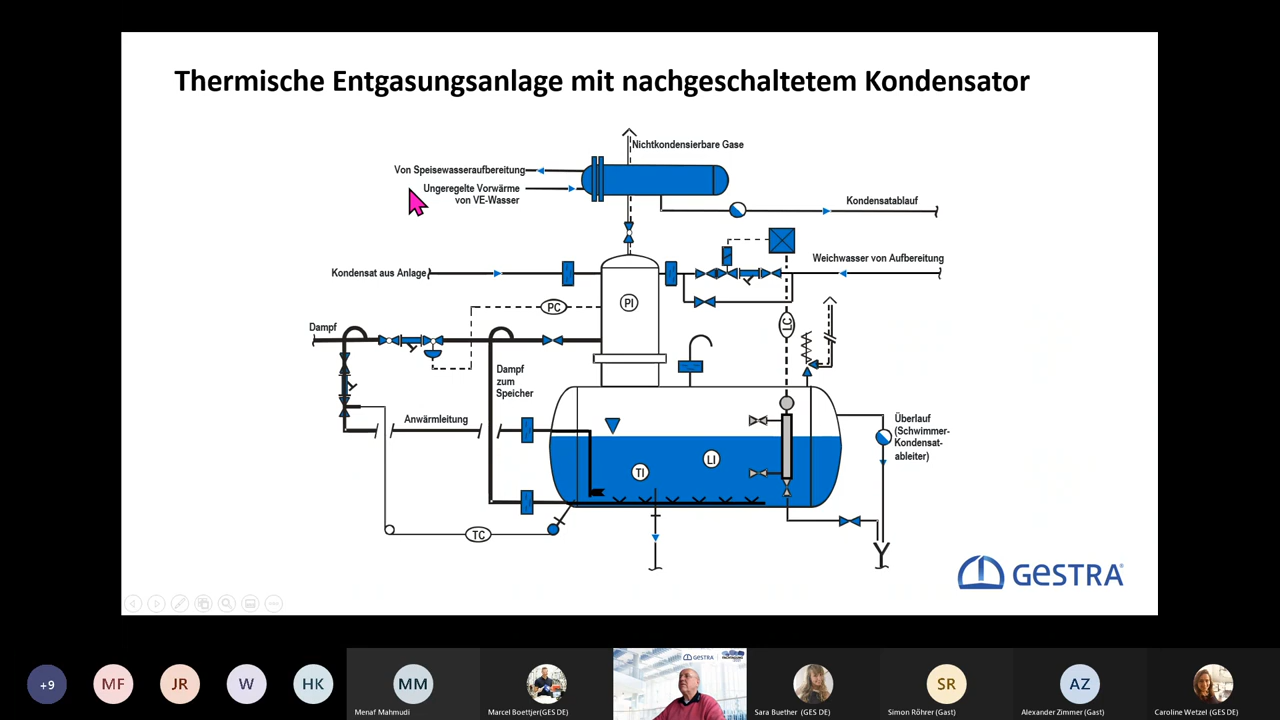 Thermische Entgasungsanlage mit nachgeschaltetem Kondensator
Nichtkondensierbare Gase
Von Speisewasseraufbereitung
Ungeregelte Vorwärme
von VE-Wasser
Kondensatablauf
Kondensat aus Anlage
Weichwasser von Aufbereitung
PC
PI
LC
Dampf
Dampf
zum
Speicher
Anwärmleitung
Überlauf
(Schwimmer-
Kondensat-
ableiter)
TI
LI
TC
GESTRA
+9
MF
JR
W
HK
MM
Menaf Mahmudi
Marcel Boettjer(GES DE)
GESTRA
Sara Buether (GES DE)
SR
Simon Röhrer (Gast)
AZ
Alexander Zimmer (Gast)
Caroline Wetzel (GES DE)